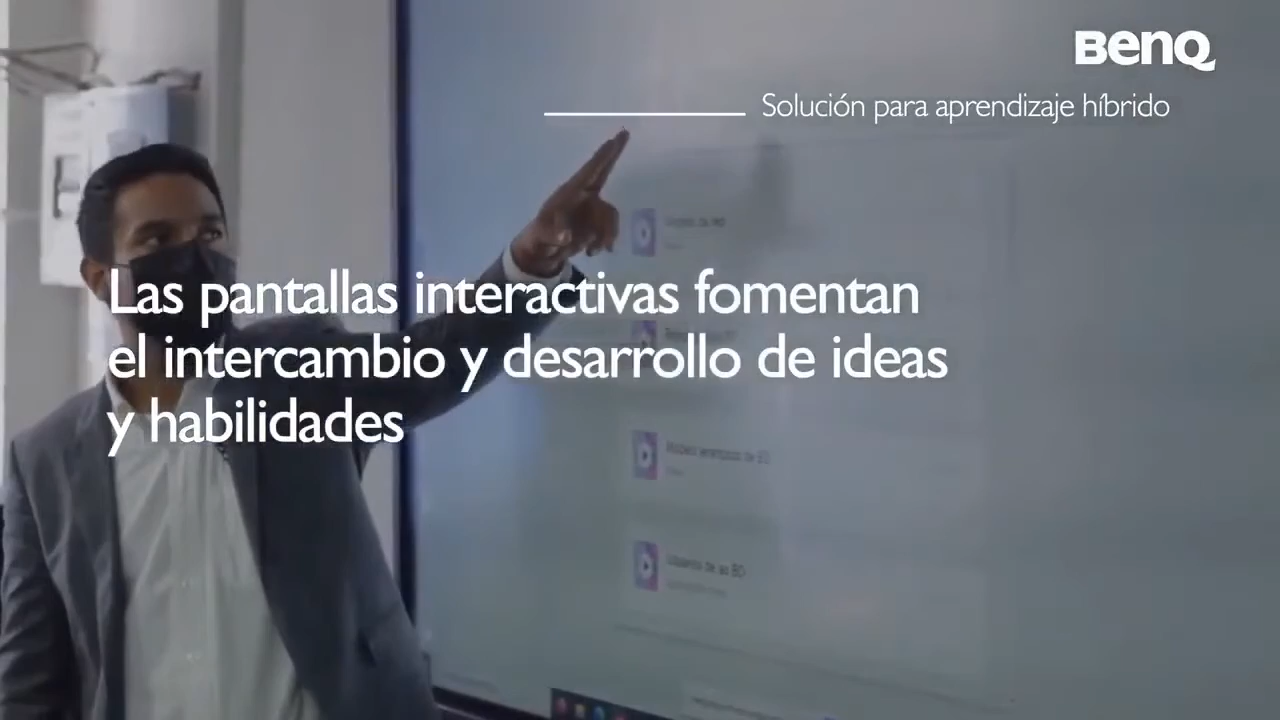 BenQ
Solución para aprendizaje híbrido
Las pantallas interactivas fomentan
el intercambio y desarrollo de ideas
y habilidades